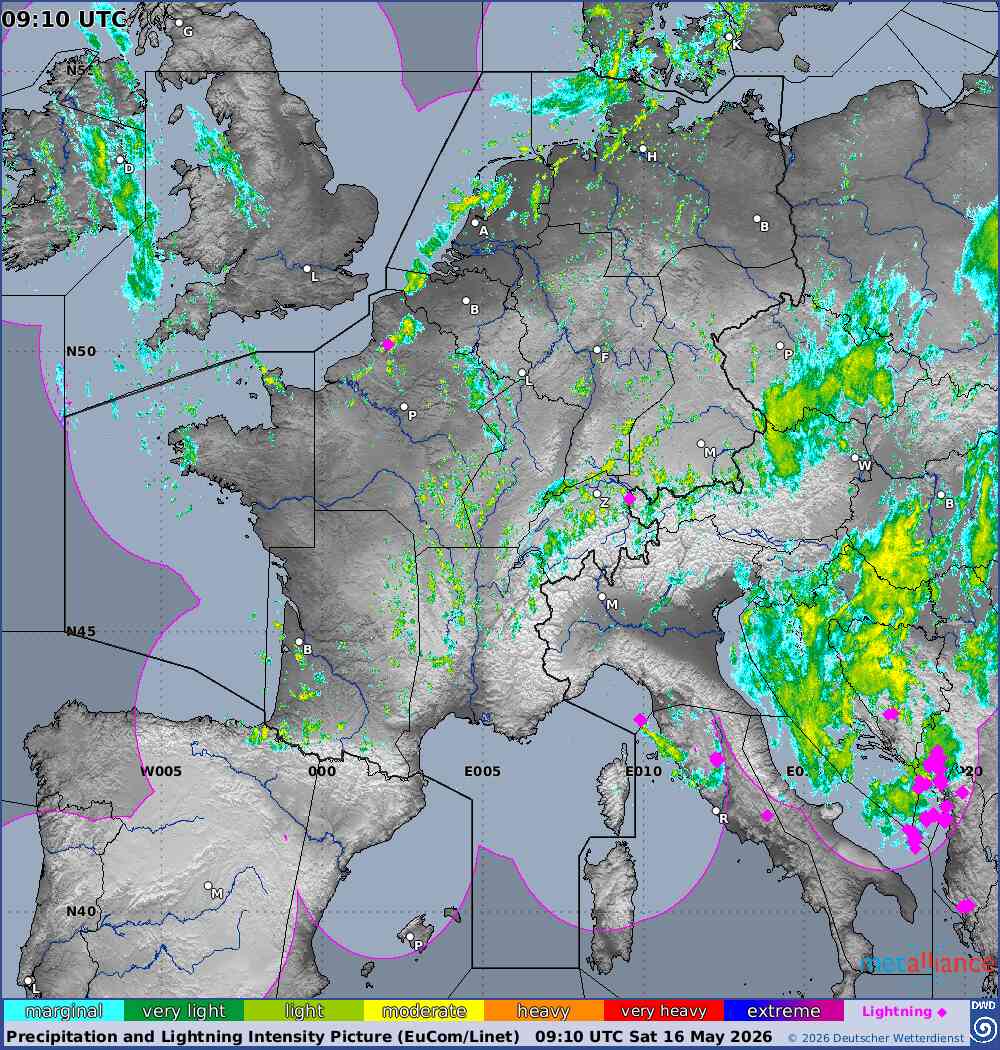 09:10 UTC
G
K
N55
D
H
A
B
L
B
N50
F
P
L
P
M
W
Z
B
M
N45
B
W005
000
E005
E010
E0
20
R
M
N40
P
L
metalliance
marginal
very light
light
moderate
heavy
very heavy
extreme
Lightning
DWD
Precipitation and Lightning Intensity Picture (EuCom/Linet) 09:10 UTC Sat 16 May 2026 © 2026 Deutscher Wetterdienst